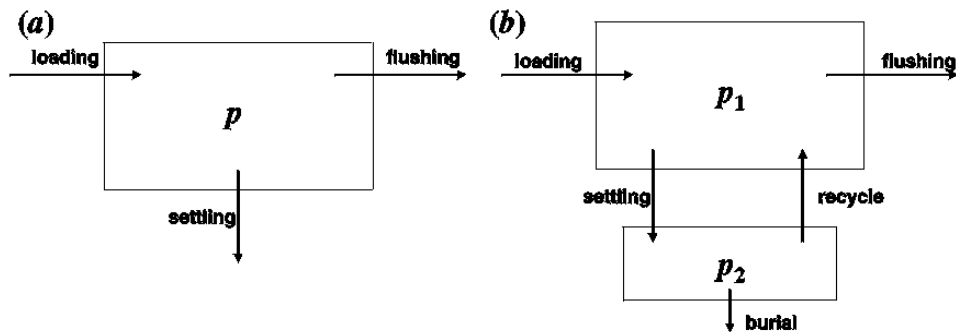 (a)
loading
flushing
p
settling
(b)
loading
flushing
p1
settling
recycle
p2
burial